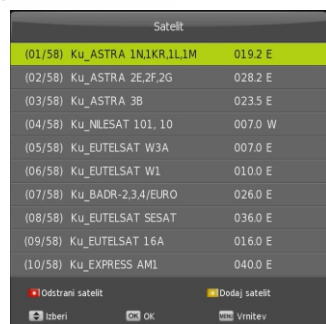 Satelit
(01/58) Ku_ASTRA 1N,1KR,1L,1M 019.2 E
(02/58) Ku_ASTRA 2E,2F,2G 028.2 E
(03/58) Ku_ASTRA 3B 023.5 E
(04/58) Ku_NILESAT 101, 10 007.0 W
(05/58) Ku_EUTELSAT W3A 007.0 E
(06/58) Ku_EUTELSAT W1 010.0 E
(07/58) Ku_BADR-2,3,4/EURO 026.0 E
(08/58) Ku_EUTELSAT SESAT 036.0 E
(09/58) Ku_EUTELSAT 16A 016.0 E
(10/58) Ku_EXPRESS AM1 040.0 E
Odstrani satelit Dodaj satelit
Izberi OK OK MENU Vrnitev